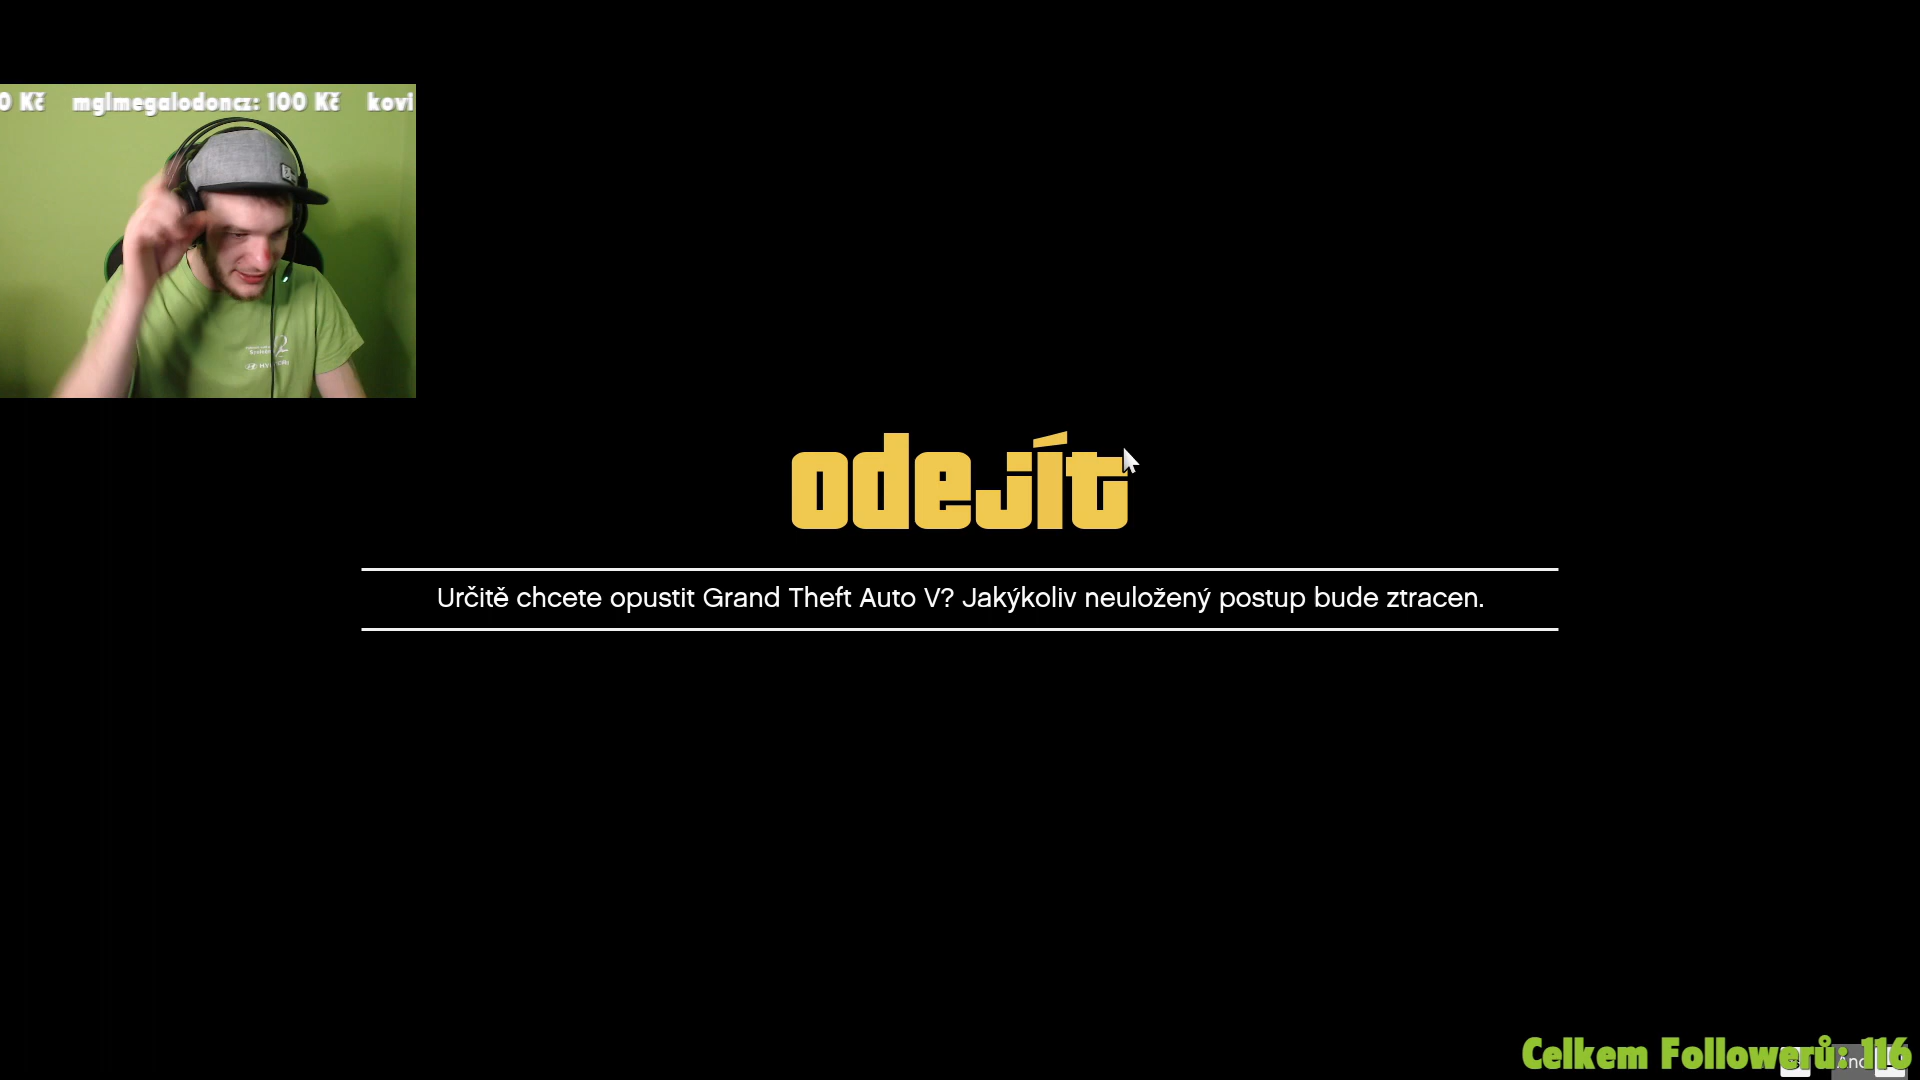 0 Kč mglmegalodoncz: 100 Kč kovi
odejít
Určitě chcete opustit Grand Theft Auto V? Jakýkoliv neuložený postup bude ztracen.
Celkem Followerů: 116